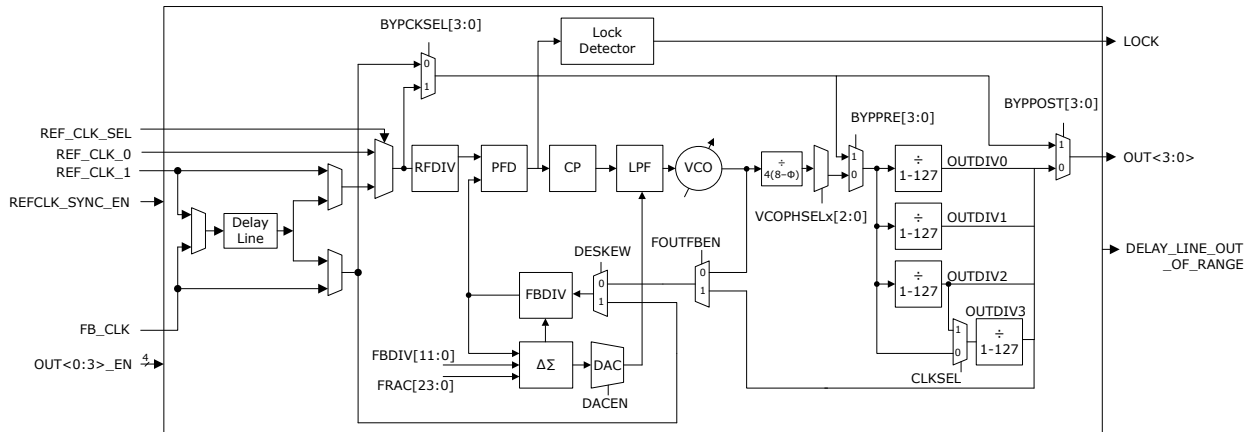 BYPCKSEL[3:0]
0
1
Lock
Detector
LOCK
BYPPOST[3:0]
BYPPRE[3:0]
REF_CLK_SEL
REF_CLK_0
REF_CLK_1
REFCLK_SYNC_EN
RFDIV
PFD
CP
LPF
VCO
÷
4(8-Φ)
1
0
÷
1-127
OUTDIV0
1
0
OUT<3:0>
Delay
Line
VCOPHSELx[2:0]
÷
1-127
OUTDIV1
DELAY_LINE_OUT
_OF_RANGE
DESKEW
FOUTFBEN
FBDIV
0
1
0
1
÷
1-127
OUTDIV2
FB_CLK
OUTDIV3
1
0
÷
1-127
OUT<0:3>_EN
4
FBDIV[11:0]
FRAC[23:0]
ΔΣ
DAC
DACEN
CLKSEL